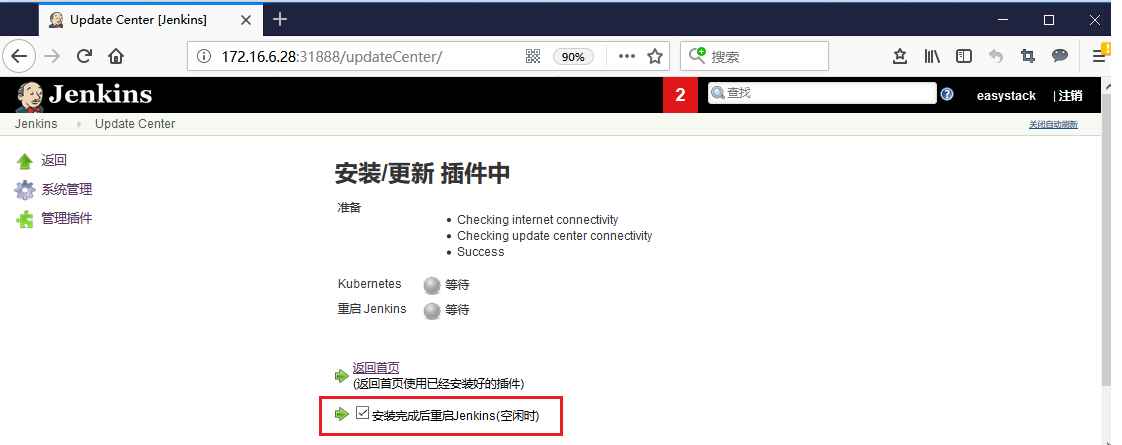 Update Center [Jenkins]
172.16.6.28:31888/updateCenter/
90%
搜索
Jenkins
2
查找
easystack
| 注销
Jenkins
Update Center
关闭自动刷新
返回
系统管理
管理插件
安装/更新 插件中
准备
Checking internet connectivity
Checking update center connectivity
Success
Kubernetes
等待
重启 Jenkins
等待
返回首页
(返回首页使用已经安装好的插件)
安装完成后重启Jenkins(空闲时)